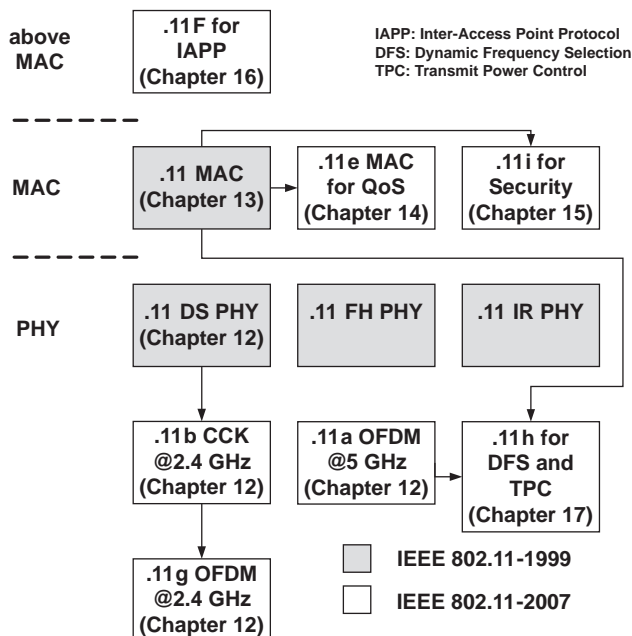 above
MAC
.11F for
IAPP
(Chapter 16)
IAPP: Inter-Access Point Protocol
DFS: Dynamic Frequency Selection
TPC: Transmit Power Control
MAC
.11 MAC
(Chapter 13)
.11e MAC
for QoS
(Chapter 14)
.11i for
Security
(Chapter 15)
PHY
.11 DS PHY
(Chapter 12)
.11 FH PHY
.11 IR PHY
.11b CCK
@2.4 GHz
(Chapter 12)
.11a OFDM
@5 GHz
(Chapter 12)
.11h for
DFS and
TPC
(Chapter 17)
.11g OFDM
@2.4 GHz
(Chapter 12)
IEEE 802.11-1999
IEEE 802.11-2007